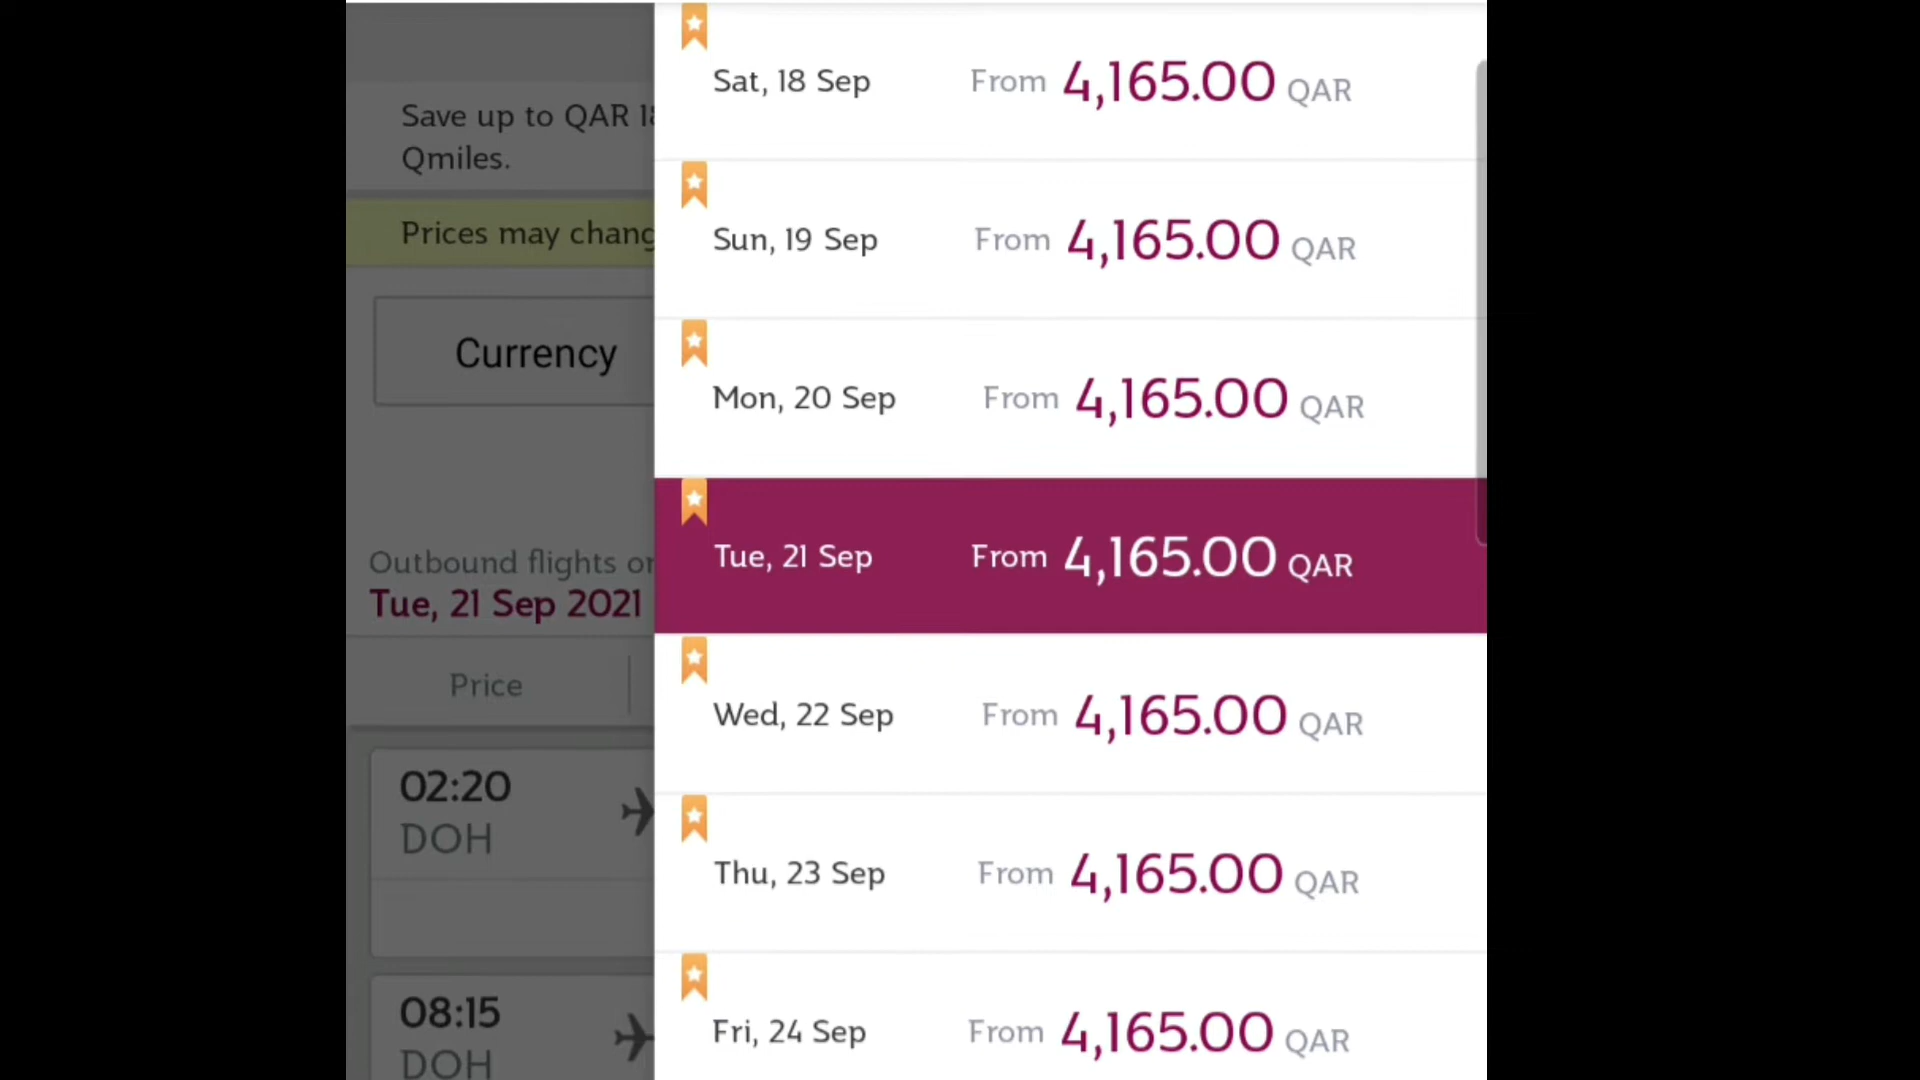 Save up to QAR
Qmiles.
Prices may
Currency
Outbound flights
Tue, 21 Sep 2021
Price
02:20
DOH
08:15
DOH
Sat, 18 Sep From 4,165.00 QAR
Sun, 19 Sep From 4,165.00 QAR
Mon, 20 Sep From 4,165.00 QAR
Tue, 21 Sep From 4,165.00 QAR
Wed, 22 Sep From 4,165.00 QAR
Thu, 23 Sep From 4,165.00 QAR
Fri, 24 Sep From 4,165.00 QAR